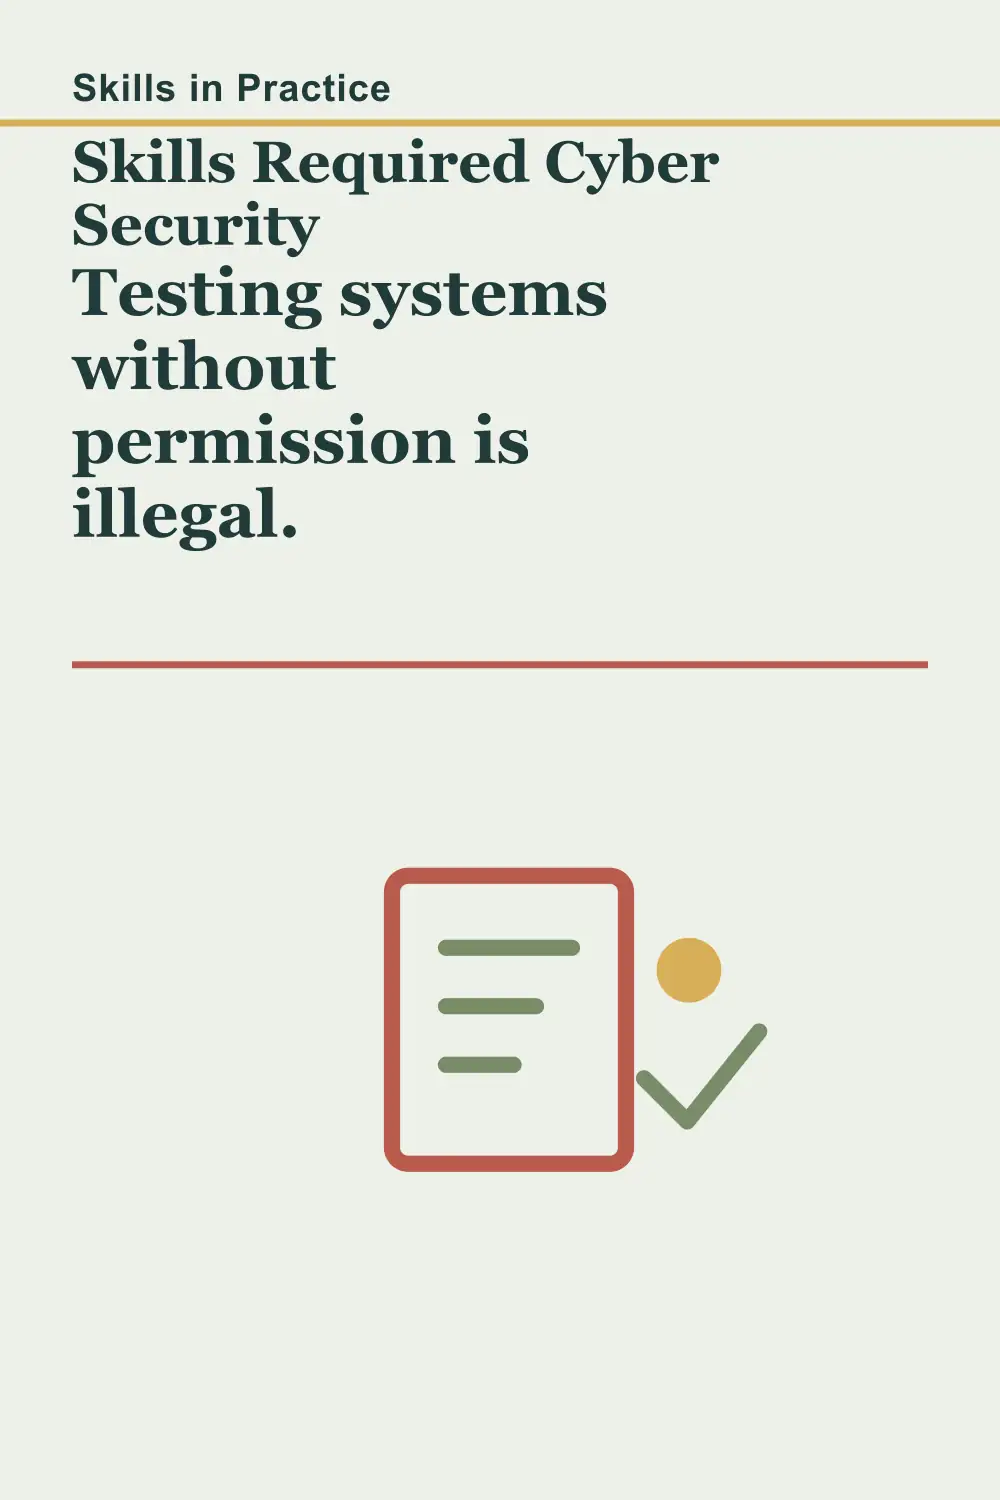 Skills in Practice
Skills Required Cyber
Security
Testing systems
without
permission is
illegal.